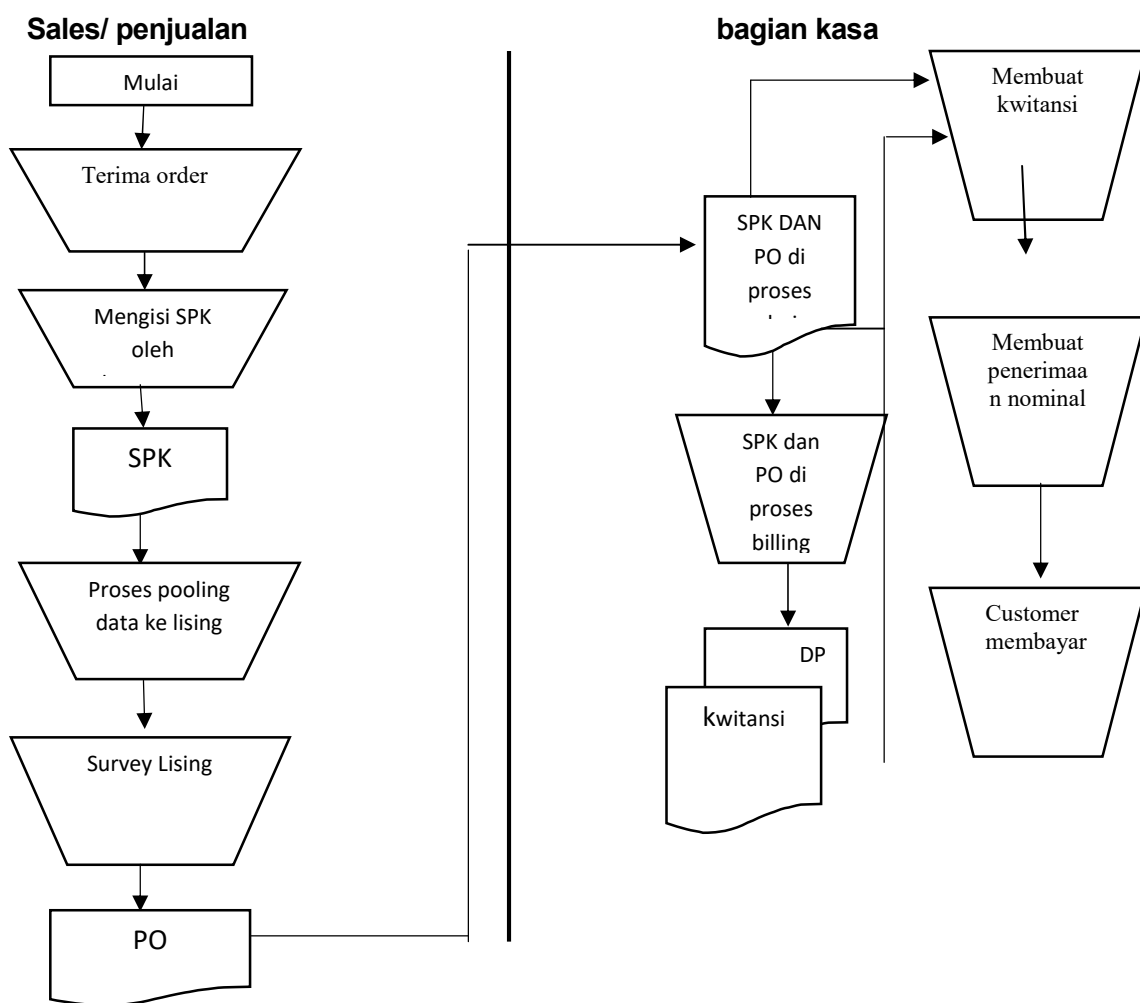 Sales/ penjualan
Mulai
Terima order
Mengisi SPK
oleh
SPK
Proses pooling
data ke lising
Survey Lising
PO
bagian kasa
SPK DAN
PO di
proses
SPK dan
PO di
proses
billing
DP
kwitansi
Membuat
kwitansi
Membuat
penerimaa
n nominal
Customer
membayar